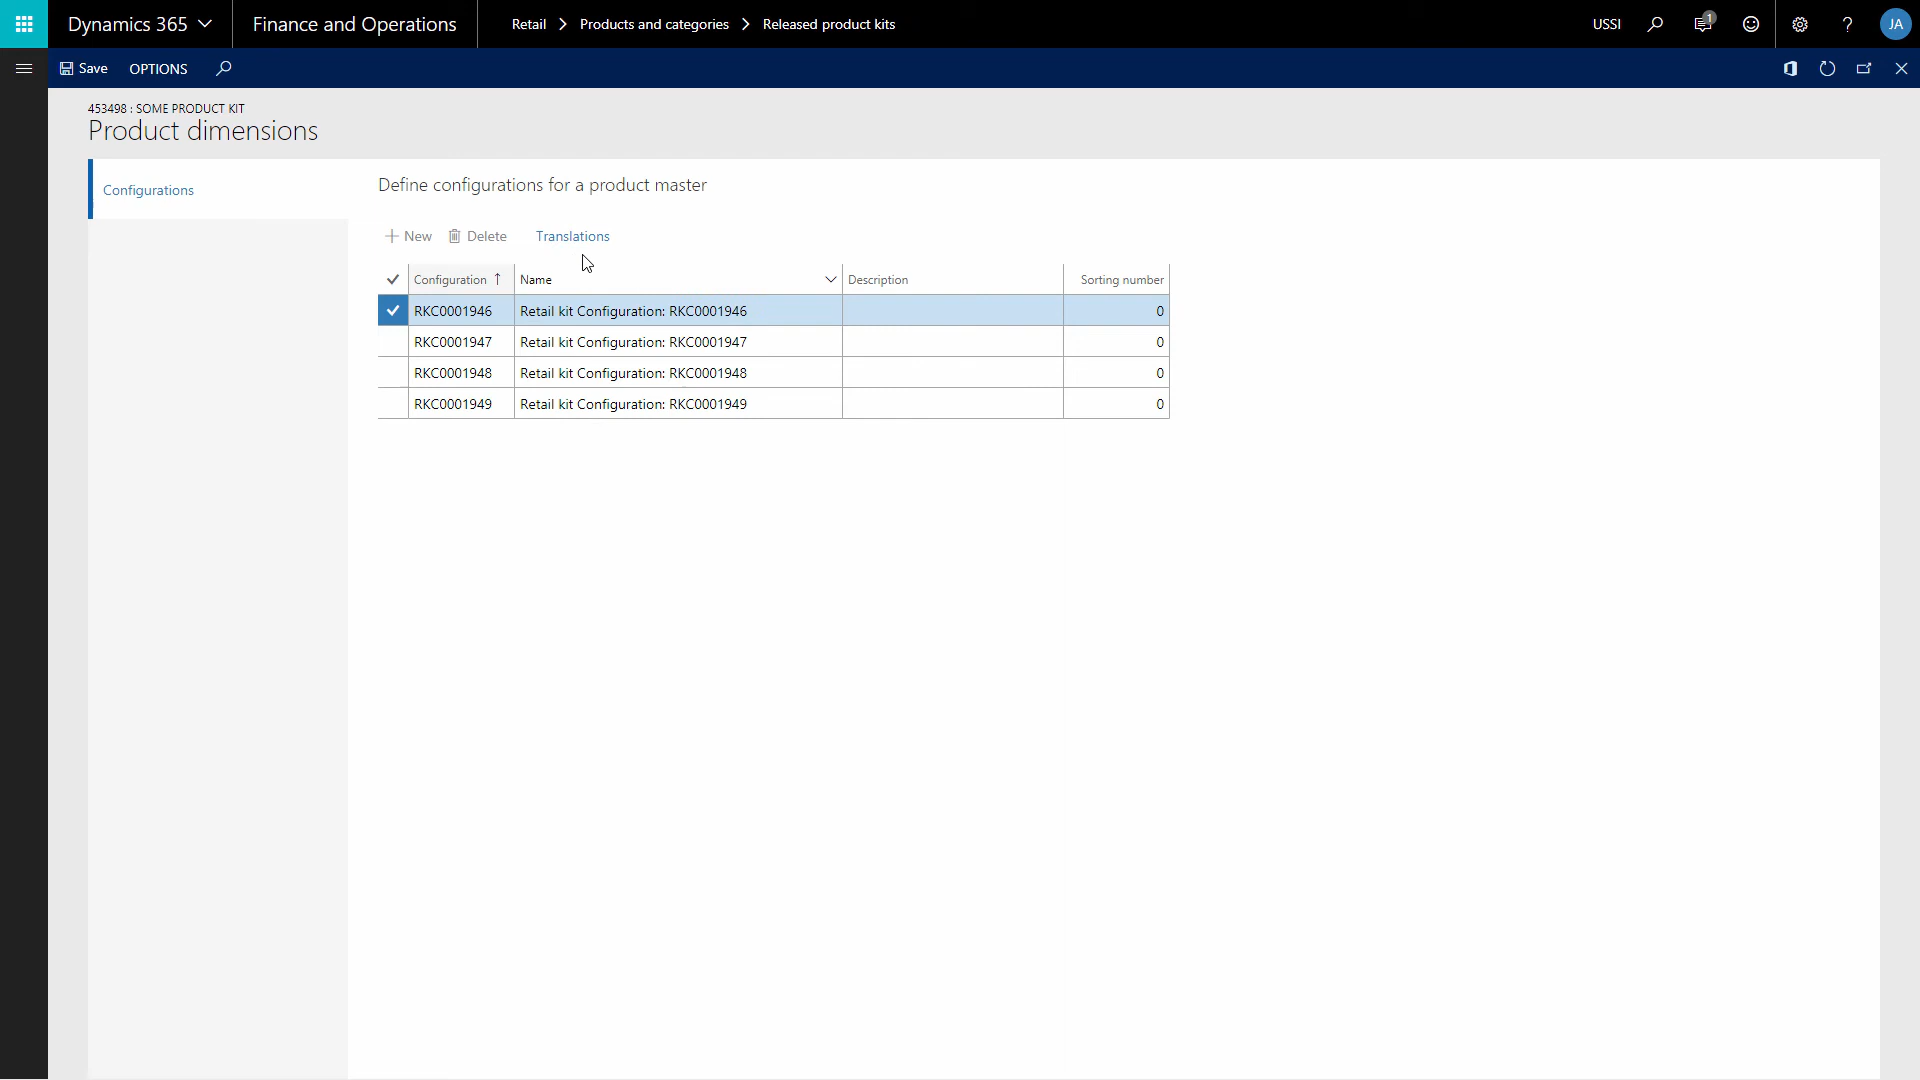 Dynamics 365 Finance and Operations Retail Products and categories Released product kits USSI 1 ? JA
Save OPTIONS
453498 : SOME PRODUCT KIT
Product dimensions
Configurations
Define configurations for a product master
New Delete Translations
Configuration Name Description Sorting number
RKC0001946 Retail kit Configuration: RKC0001946 0
RKC0001947 Retail kit Configuration: RKC0001947 0
RKC0001948 Retail kit Configuration: RKC0001948 0
RKC0001949 Retail kit Configuration: RKC0001949 0